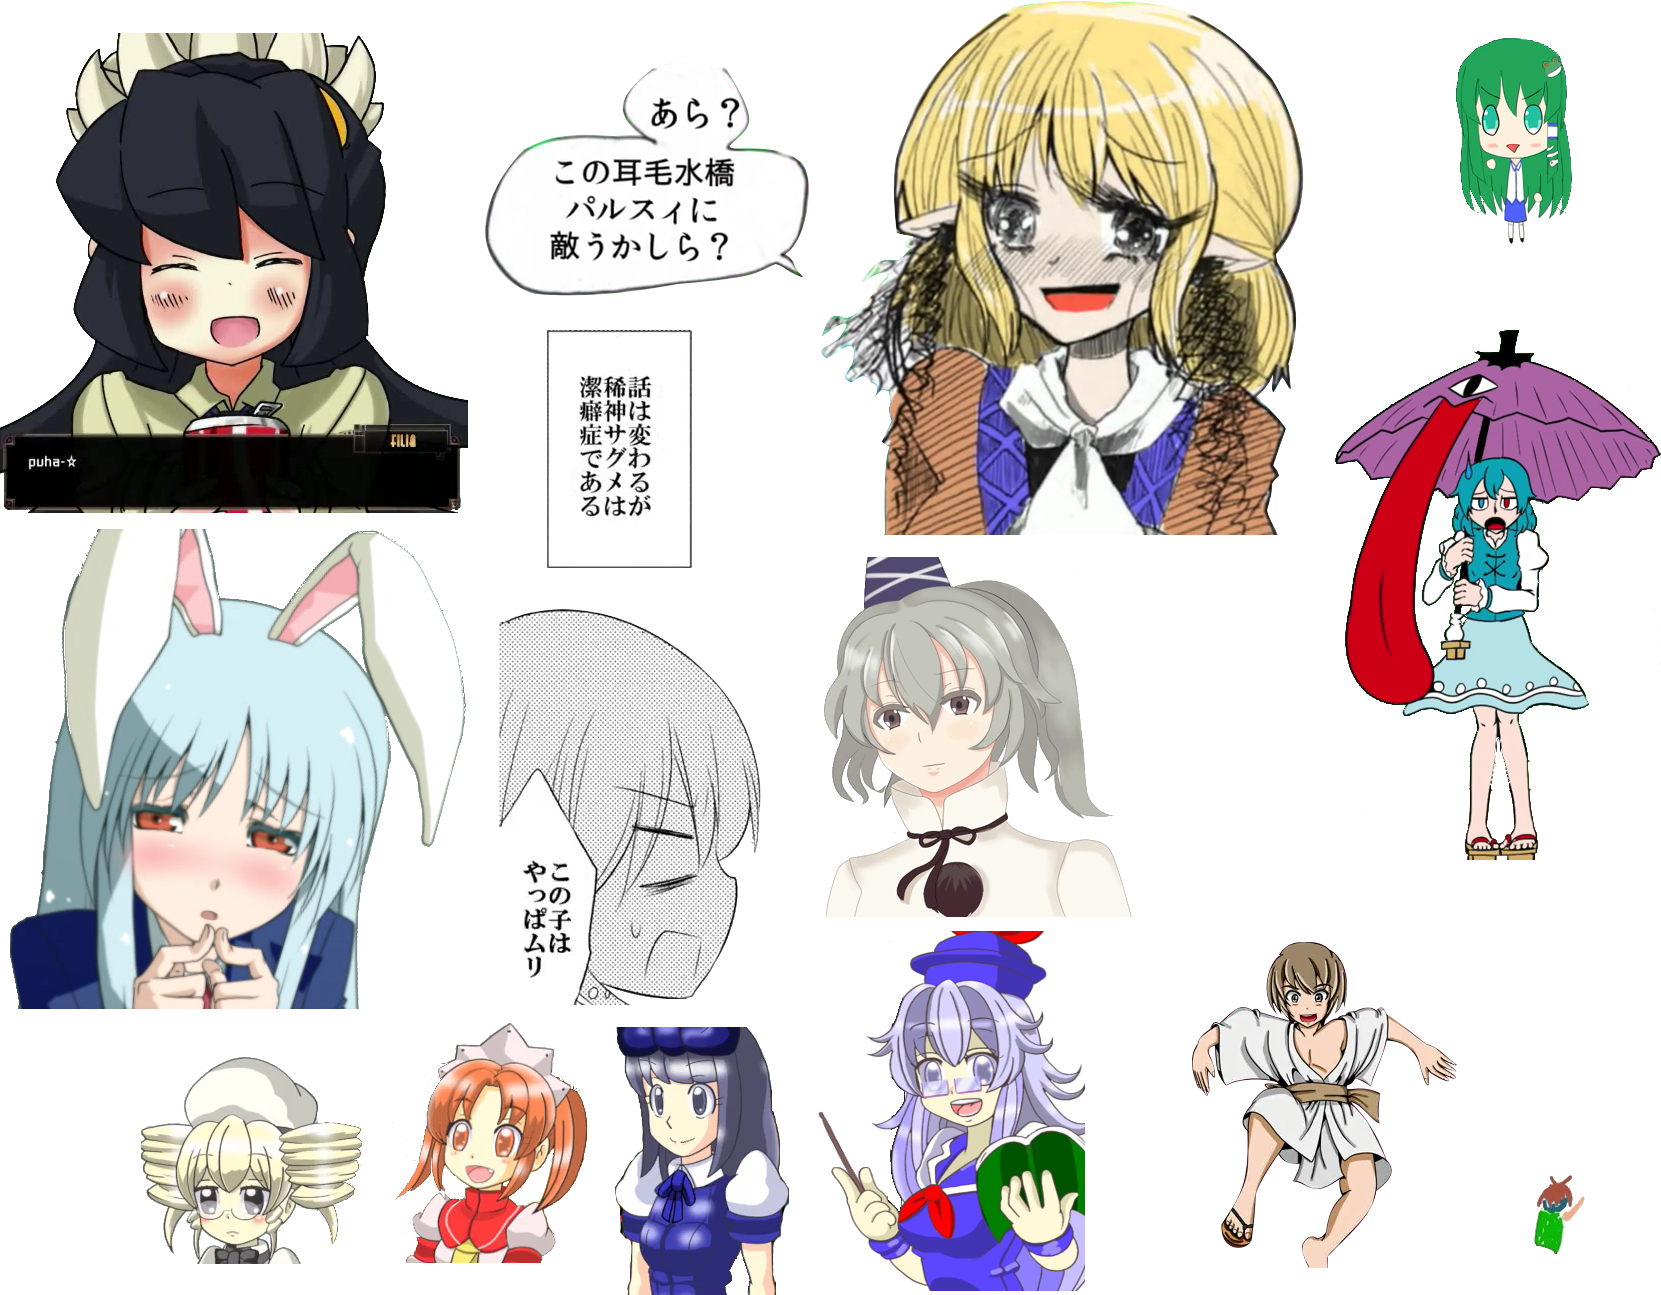 あら？
この耳毛水橋
パルスィに
敵うかしら？
FILIA
puha-☆
話は変わるが
稀神サグメは
潔癖症である
この子は
やっぱムリ